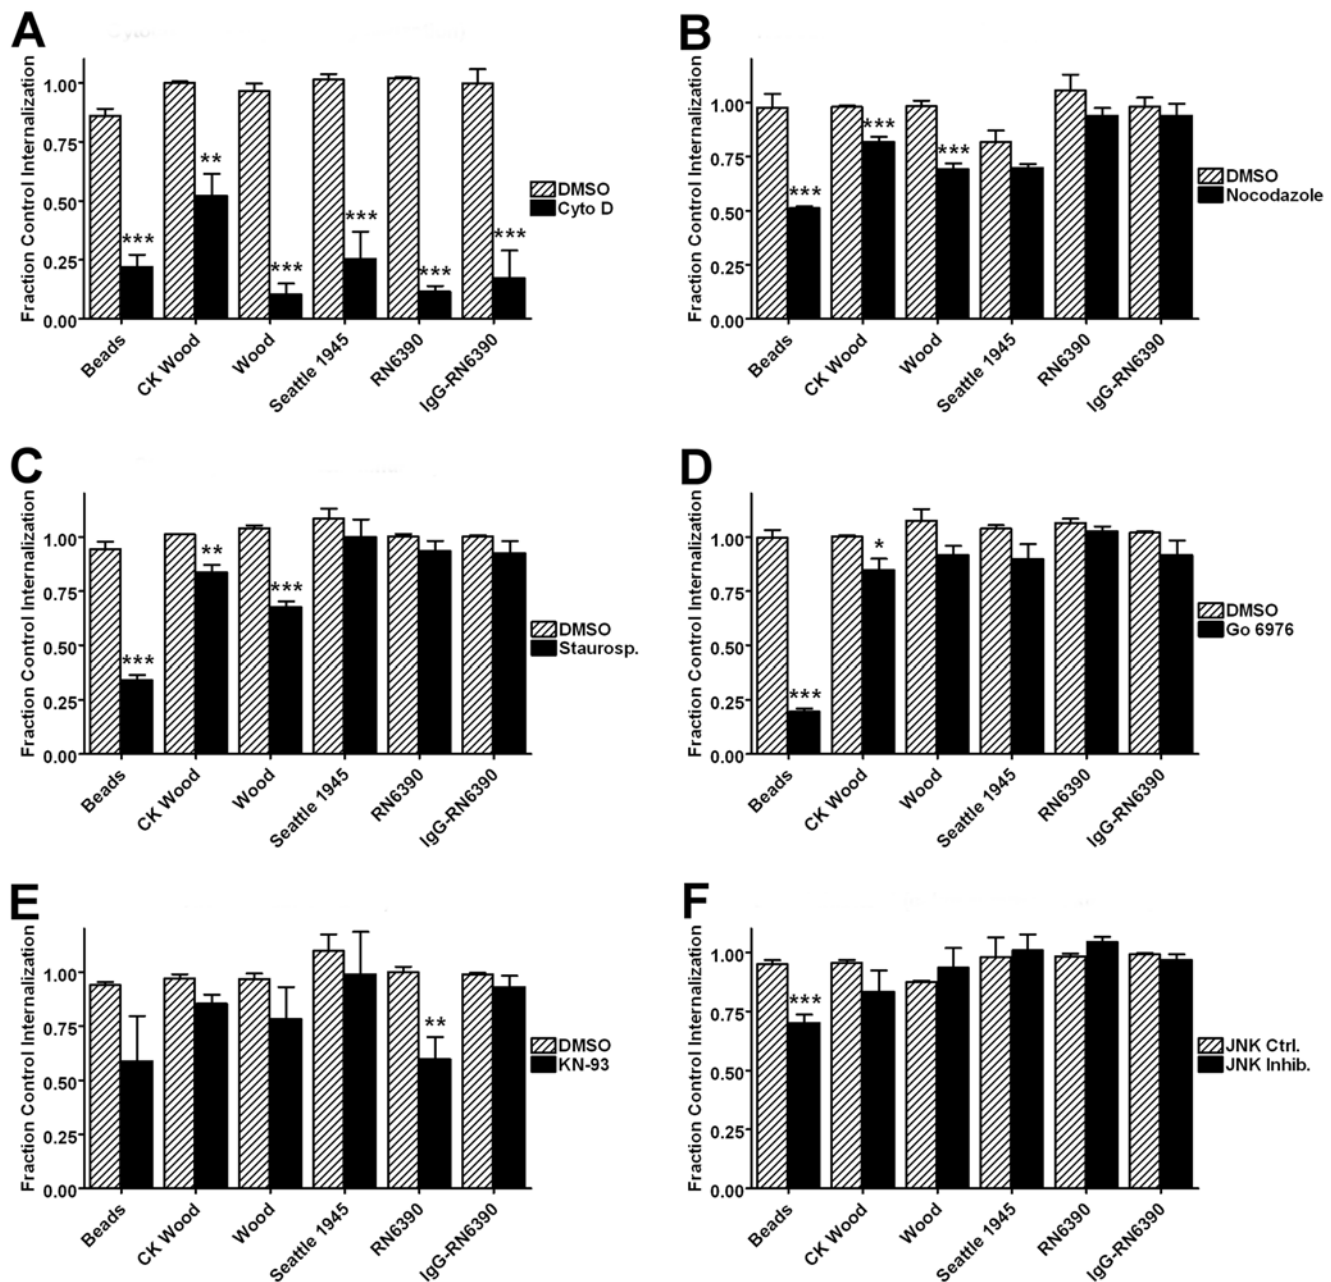 A
Fraction Control Internalization
1.00
0.75
0.50
0.25
0.00
***
**
***
***
***
***
DMSO
Cyto D
Beads
CK Wood
Wood
Seattle 1945
RN6390
IgG-RN6390
B
Fraction Control Internalization
1.00
0.75
0.50
0.25
0.00
***
***
***
DMSO
Nocodazole
Beads
CK Wood
Wood
Seattle 1945
RN6390
IgG-RN6390
C
Fraction Control Internalization
1.00
0.75
0.50
0.25
0.00
***
**
***
DMSO
Staurosp.
Beads
CK Wood
Wood
Seattle 1945
RN6390
IgG-RN6390
D
Fraction Control Internalization
1.00
0.75
0.50
0.25
0.00
***
*
DMSO
Go 6976
Beads
CK Wood
Wood
Seattle 1945
RN6390
IgG-RN6390
E
Fraction Control Internalization
1.00
0.75
0.50
0.25
0.00
**
DMSO
KN-93
Beads
CK Wood
Wood
Seattle 1945
RN6390
IgG-RN6390
F
Fraction Control Internalization
1.00
0.75
0.50
0.25
0.00
***
JNK Ctrl.
JNK Inhib.
Beads
CK Wood
Wood
Seattle 1945
RN6390
IgG-RN6390